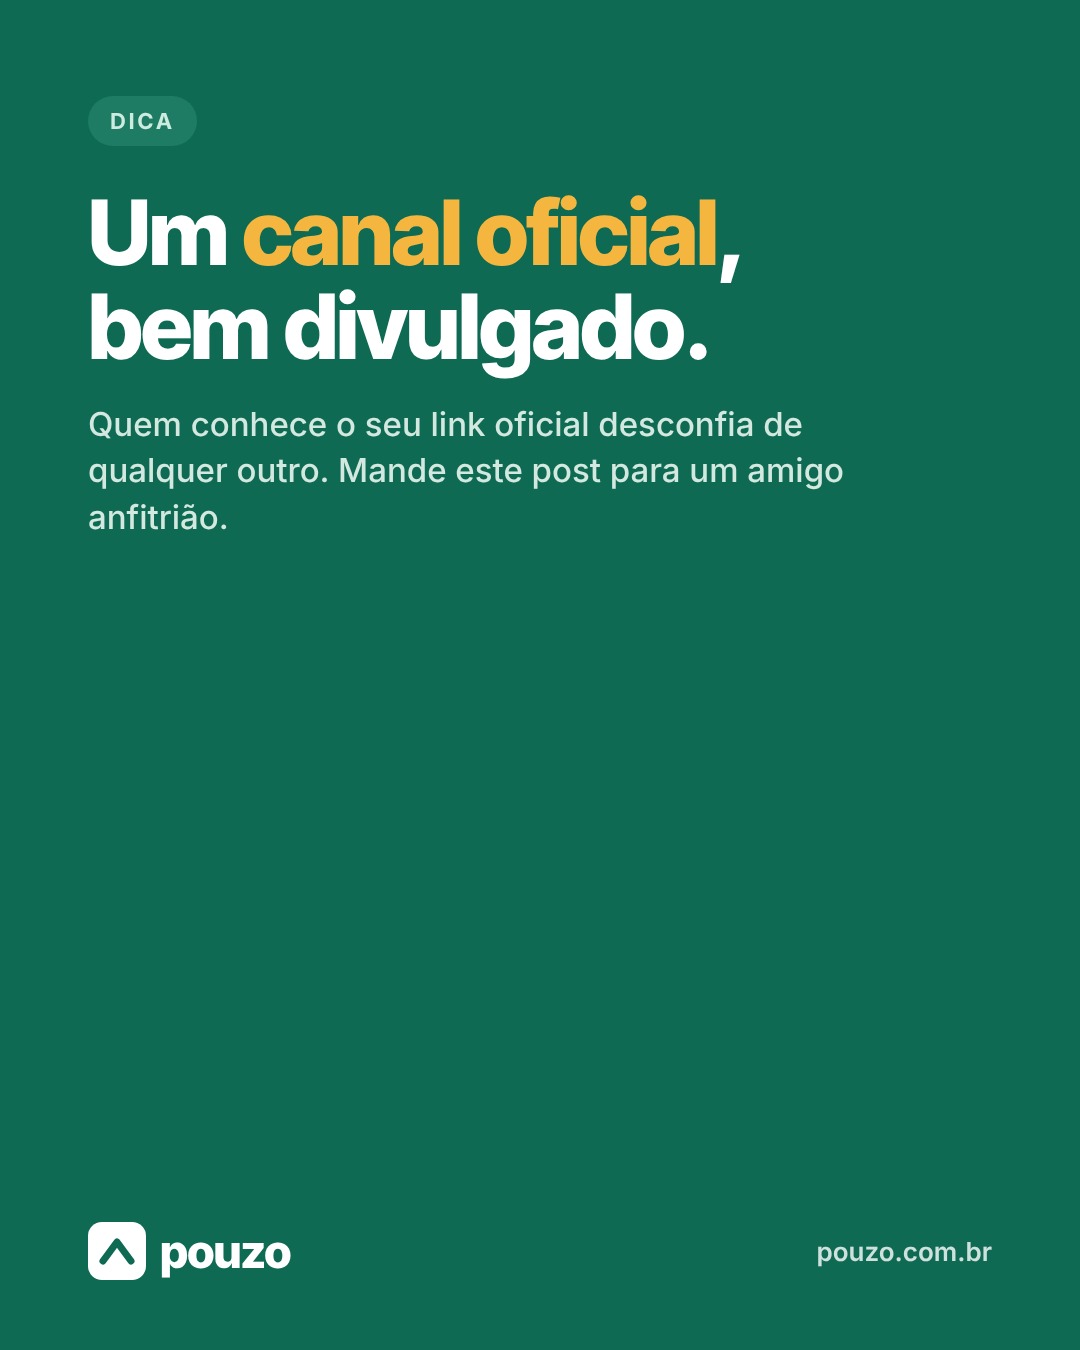 DICA
Um canal oficial,
bem divulgado.
Quem conhece o seu link oficial desconfia de
qualquer outro. Mande este post para um amigo
anfitrião.
pouzo
pouzo.com.br